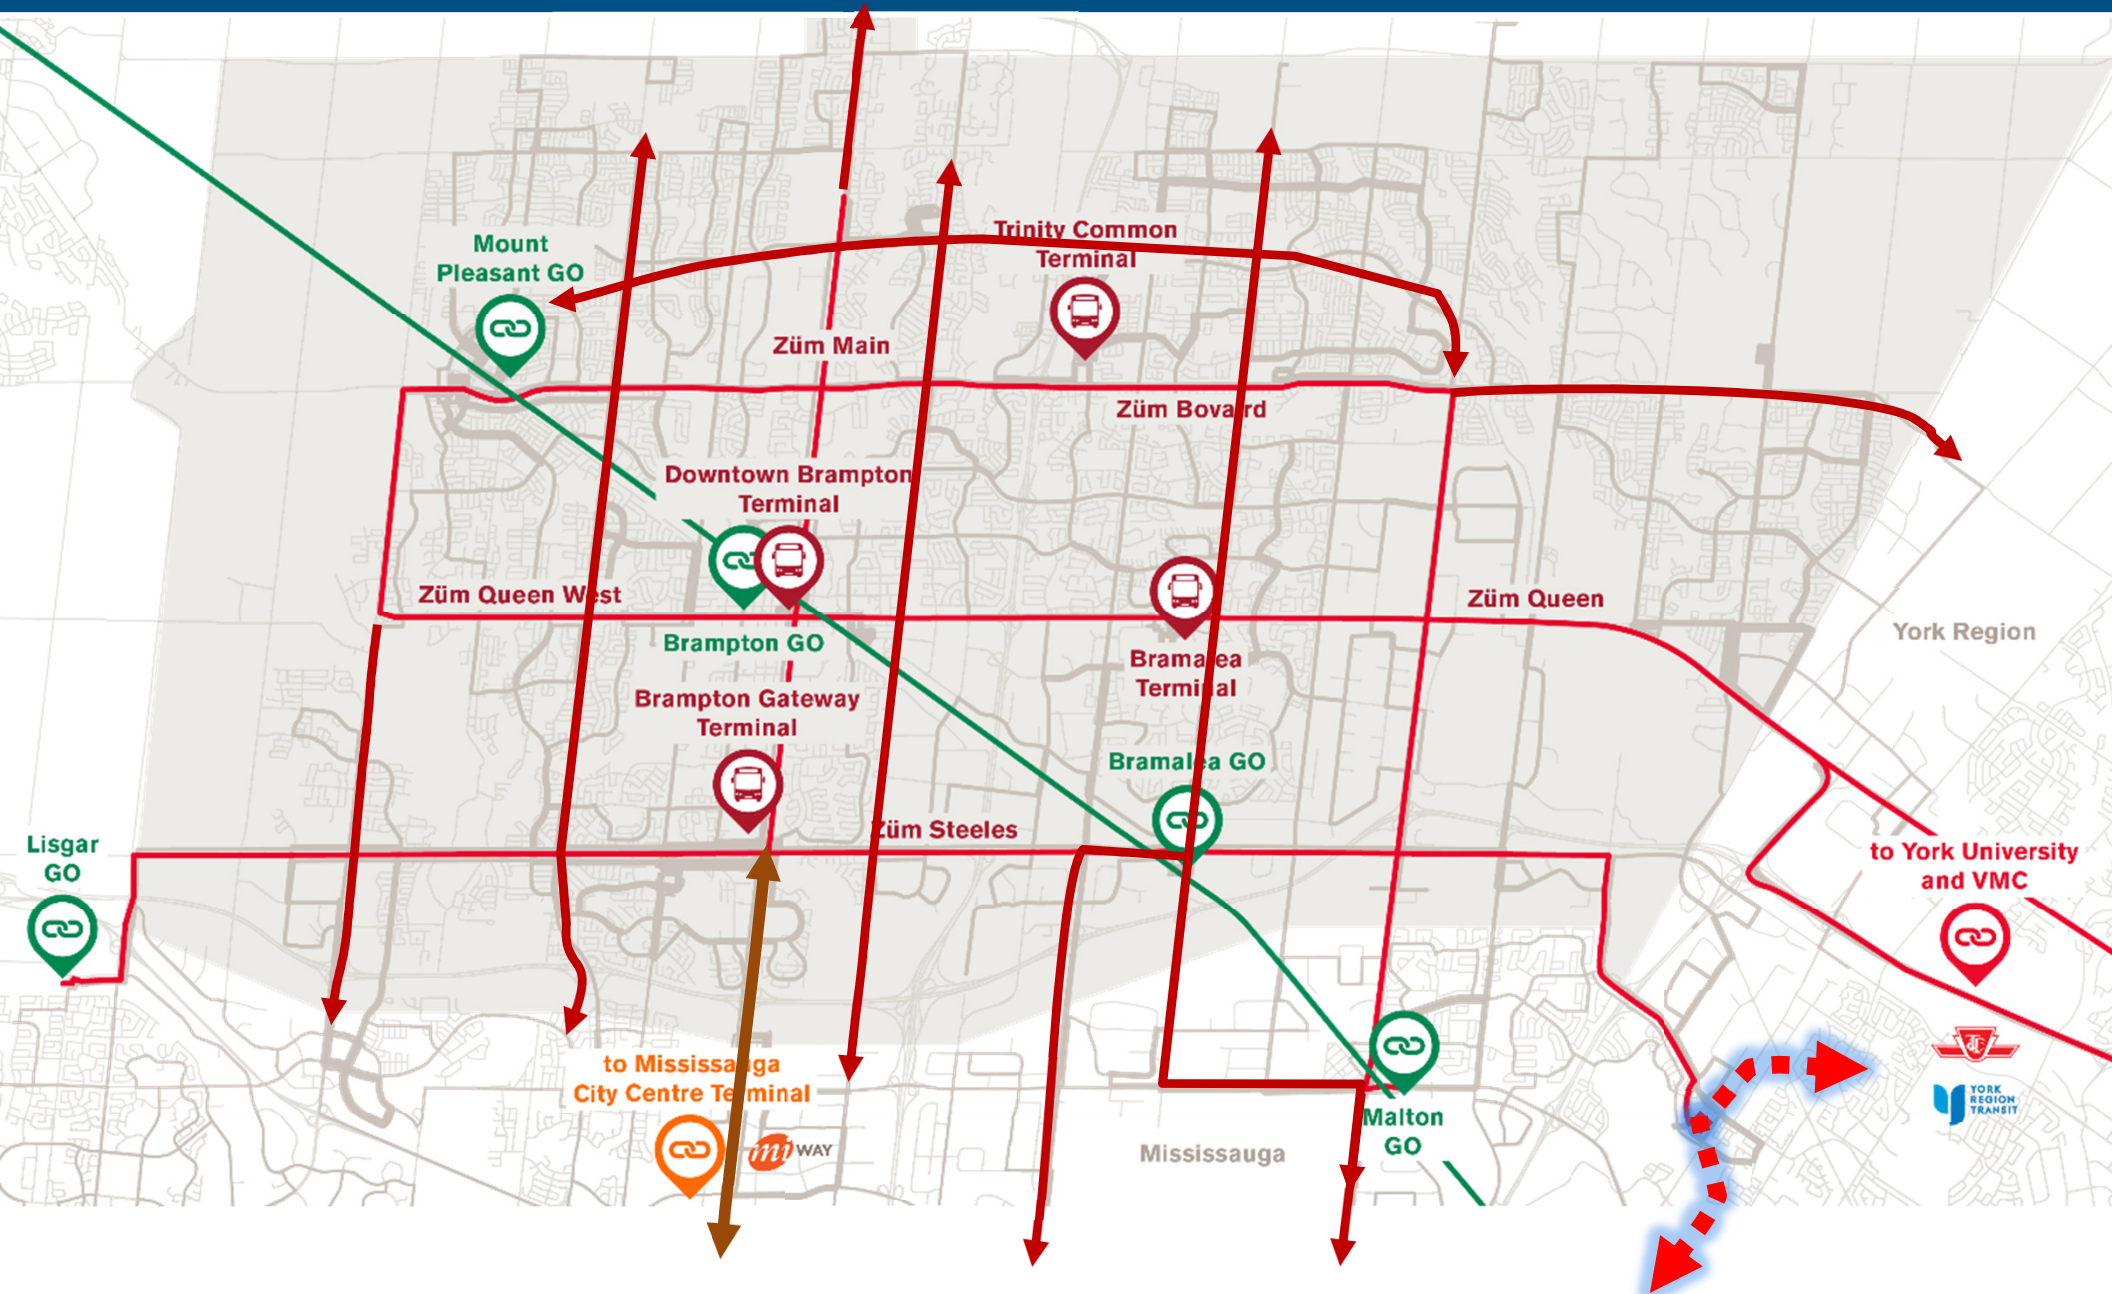 Trinity Common
Terminal
Mount
Pleasant GO
Züm Main
Züm Bovaird
Downtown Brampton
Terminal
Züm Queen West
Züm Queen
York Region
Brampton GO
Bramalea
Terminal
Brampton Gateway
Terminal
Bramalea GO
Züm Steeles
Lisgar
GO
to York University
and VMC
to Mississauga
City Centre Terminal
TTC
YORK
REGION
TRANSIT
Malton
GO
mi WAY
Mississauga